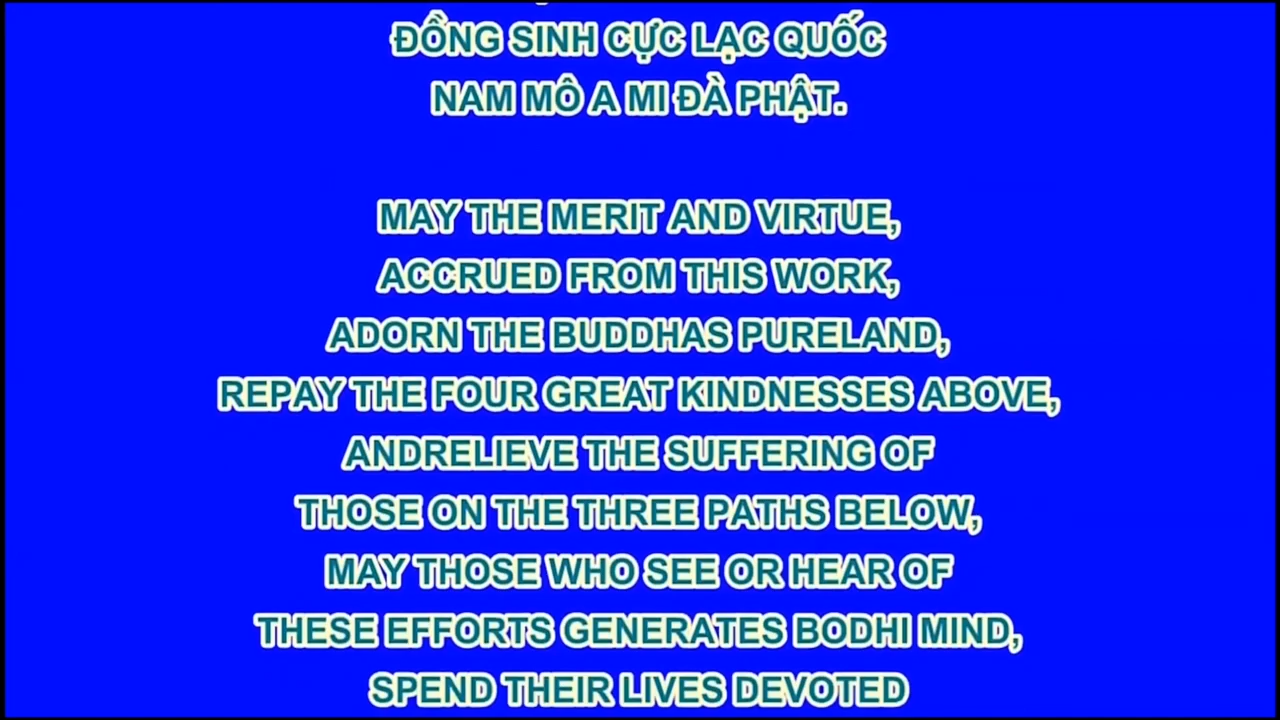 ĐỒNG SINH CỰC LẠC QUỐC
NAM MÔ A MI ĐÀ PHẬT.
MAY THE MERIT AND VIRTUE,
ACCRUED FROM THIS WORK,
ADORN THE BUDDHAS PURELAND,
REPAY THE FOUR GREAT KINDNESSES ABOVE,
ANDRELIEVE THE SUFFERING OF
THOSE ON THE THREE PATHS BELOW,
MAY THOSE WHO SEE OR HEAR OF
THESE EFFORTS GENERATES BODHI MIND,
SPEND THEIR LIVES DEVOTED